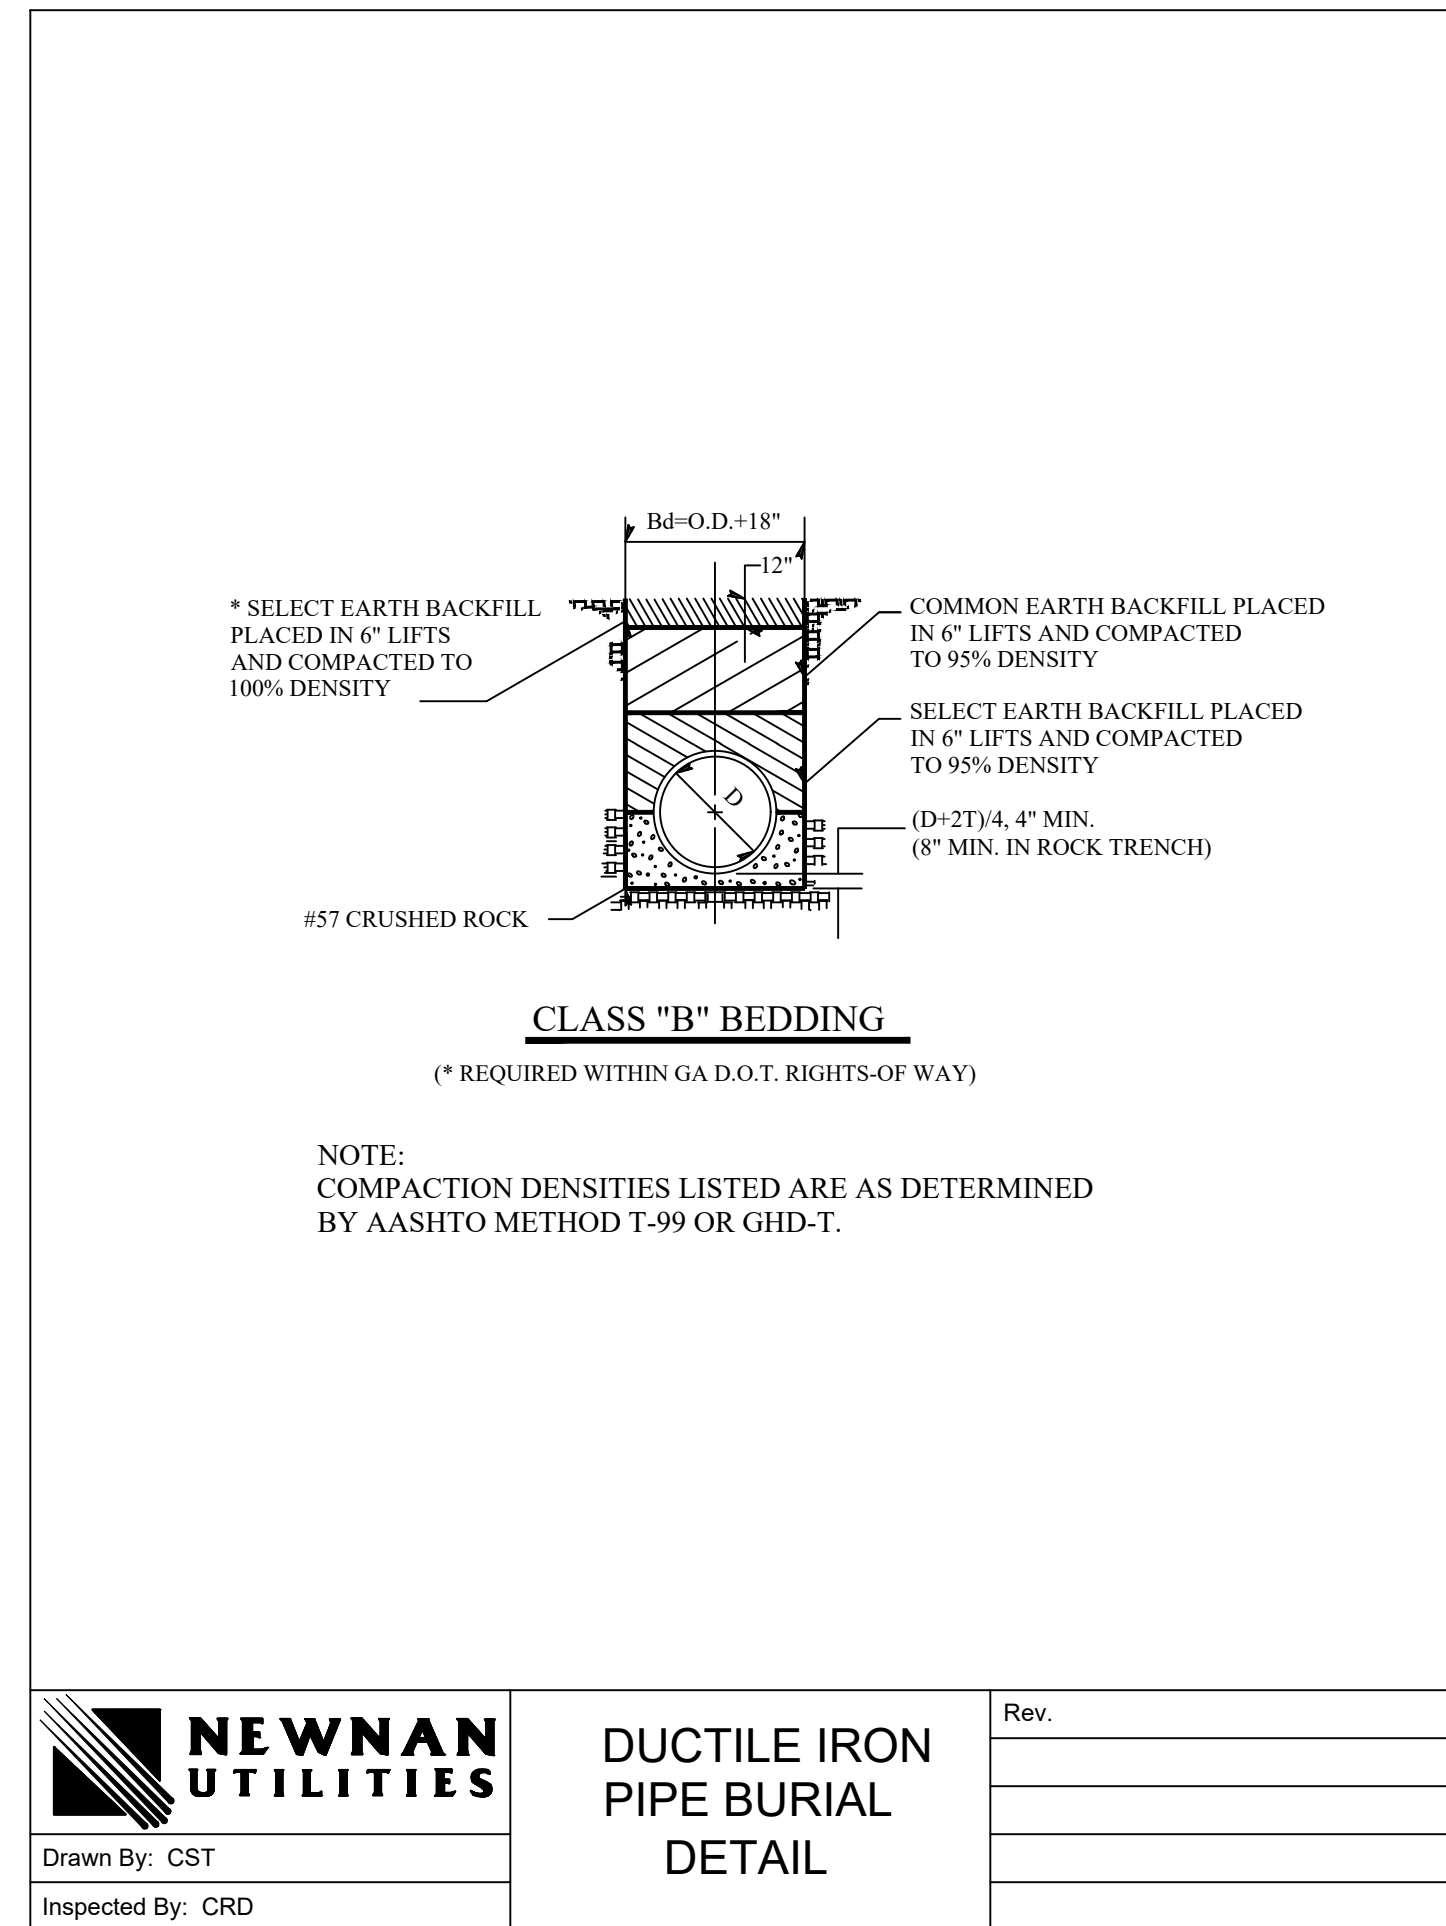 Bd=O.D.+18"
12"
* SELECT EARTH BACKFILL
PLACED IN 6" LIFTS
AND COMPACTED TO
100% DENSITY
COMMON EARTH BACKFILL PLACED
IN 6" LIFTS AND COMPACTED
TO 95% DENSITY
SELECT EARTH BACKFILL PLACED
IN 6" LIFTS AND COMPACTED
TO 95% DENSITY
D
(D+2T)/4, 4" MIN.
(8" MIN. IN ROCK TRENCH)
#57 CRUSHED ROCK
CLASS "B" BEDDING
(* REQUIRED WITHIN GA D.O.T. RIGHTS-OF WAY)
NOTE:
COMPACTION DENSITIES LISTED ARE AS DETERMINED
BY AASHTO METHOD T-99 OR GHD-T.
NEWNAN
UTILITIES
Drawn By: CST
Inspected By: CRD
DUCTILE IRON
PIPE BURIAL
DETAIL
Rev.